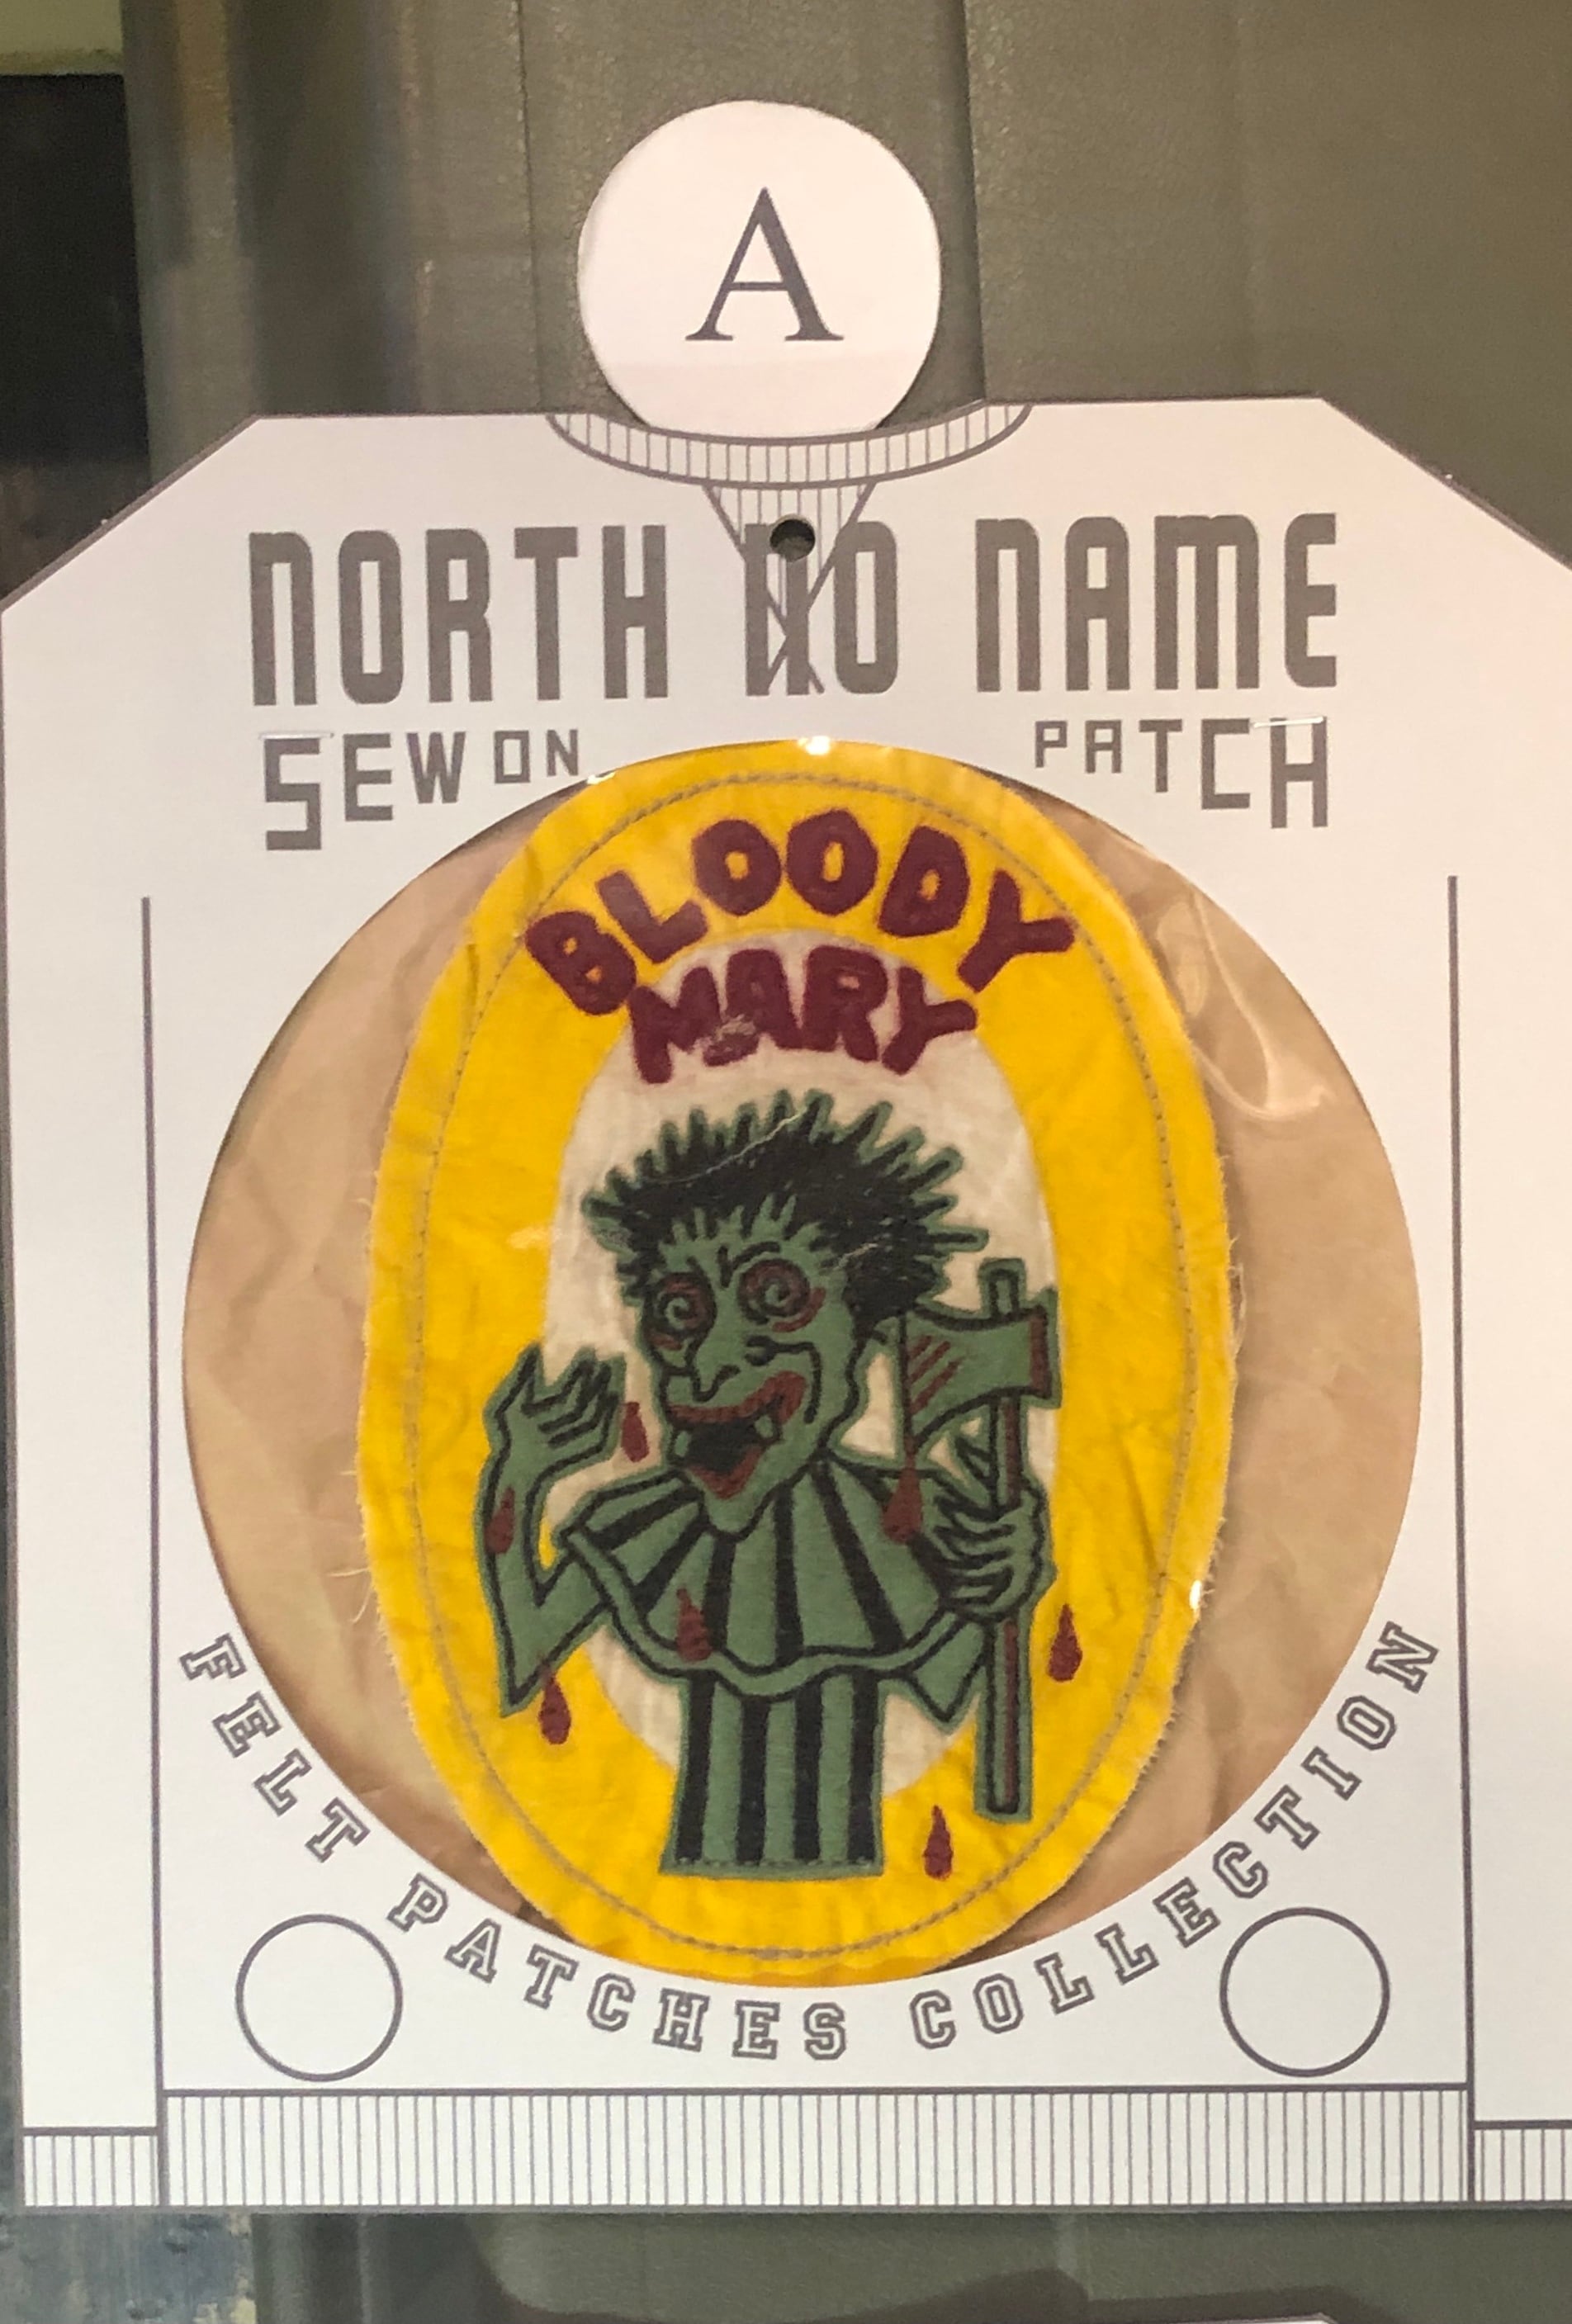 A
NORTH NO NAME
SEW ON PATCH
BLOODY
MARY
FELT PATCHES COLLECTION